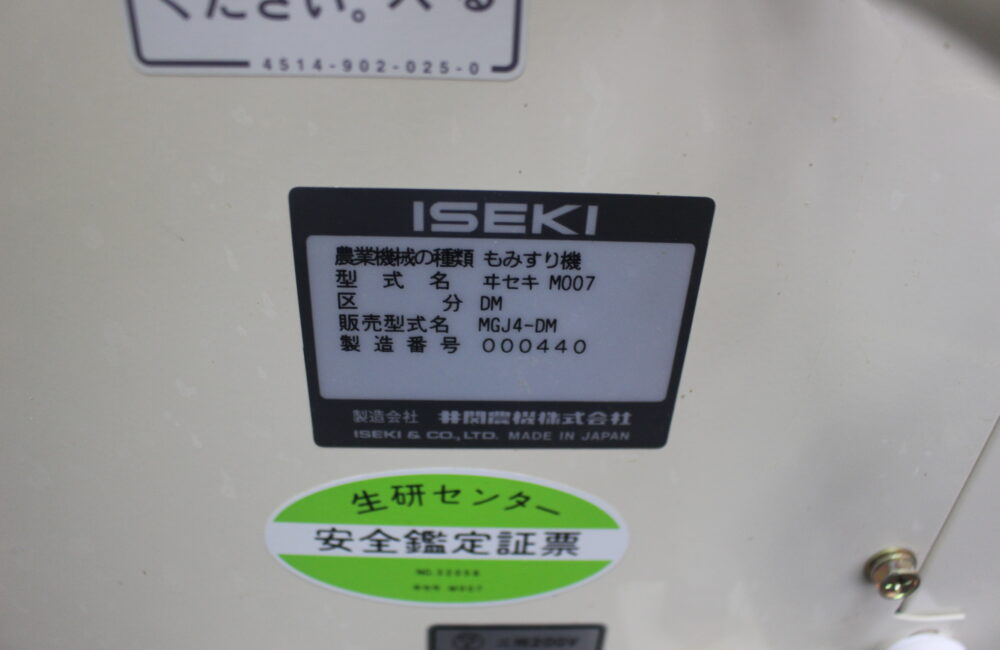 ください。
4514-902-025-0
ISEKI
農業機械の種類 もみすり機
型式名 ヰセキ M007
区分 DM
販売型式名 MGJ4-DM
製造番号 000440
製造会社 井関農機株式会社
ISEKI & CO., LTD. MADE IN JAPAN
生研センター
安全鑑定証票